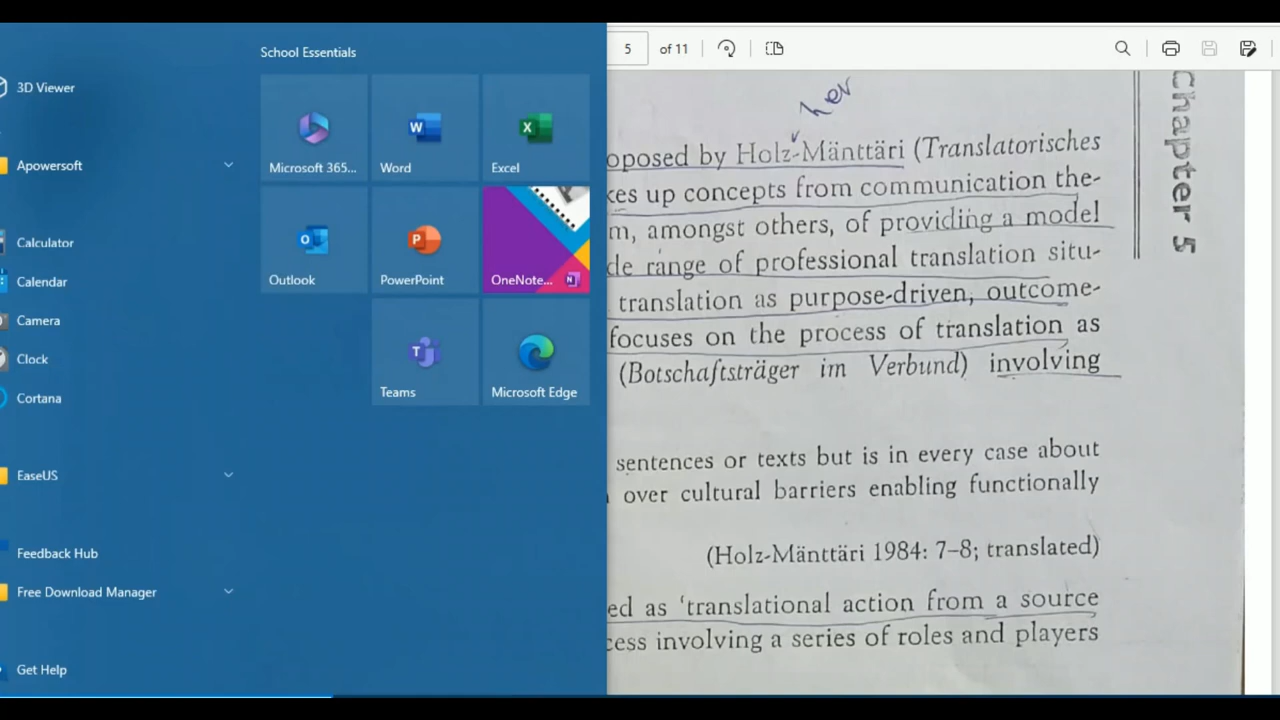 School Essentials
3D Viewer
Apowersoft
Calculator
Calendar
Camera
Clock
Cortana
EaseUS
Feedback Hub
Free Download Manager
Get Help
Microsoft 365...
Word
Excel
Outlook
PowerPoint
OneNote...
Teams
Microsoft Edge
5 of 11
Chapter 5
her
oposed by Holz-Mänttäri (Translatorisches
kes up concepts from communication the-
m, amongst others, of providing a model
de range of professional translation situ-
translation as purpose-driven, outcome-
focuses on the process of translation as
(Botschaftsträger im Verbund) involving
sentences or texts but is in every case about
over cultural barriers enabling functionally
(Holz-Mänttäri 1984: 7–8; translated)
ed as ‘translational action from a source
cess involving a series of roles and players